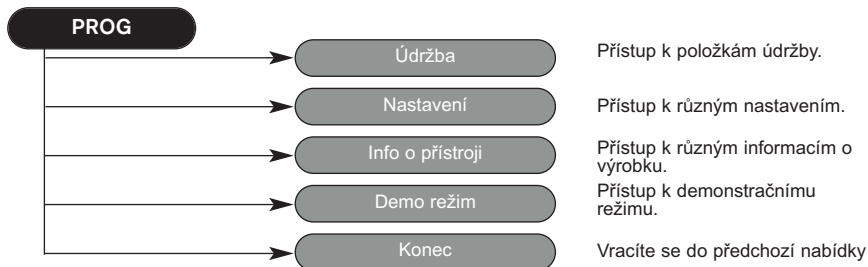 PROG
Údržba
Přístup k položkám údržby.
Nastavení
Přístup k různým nastavením.
Info o přístroji
Přístup k různým informacím o
výrobku.
Demo režim
Přístup k demonstračnímu
režimu.
Konec
Vracíte se do předchozí nabídky